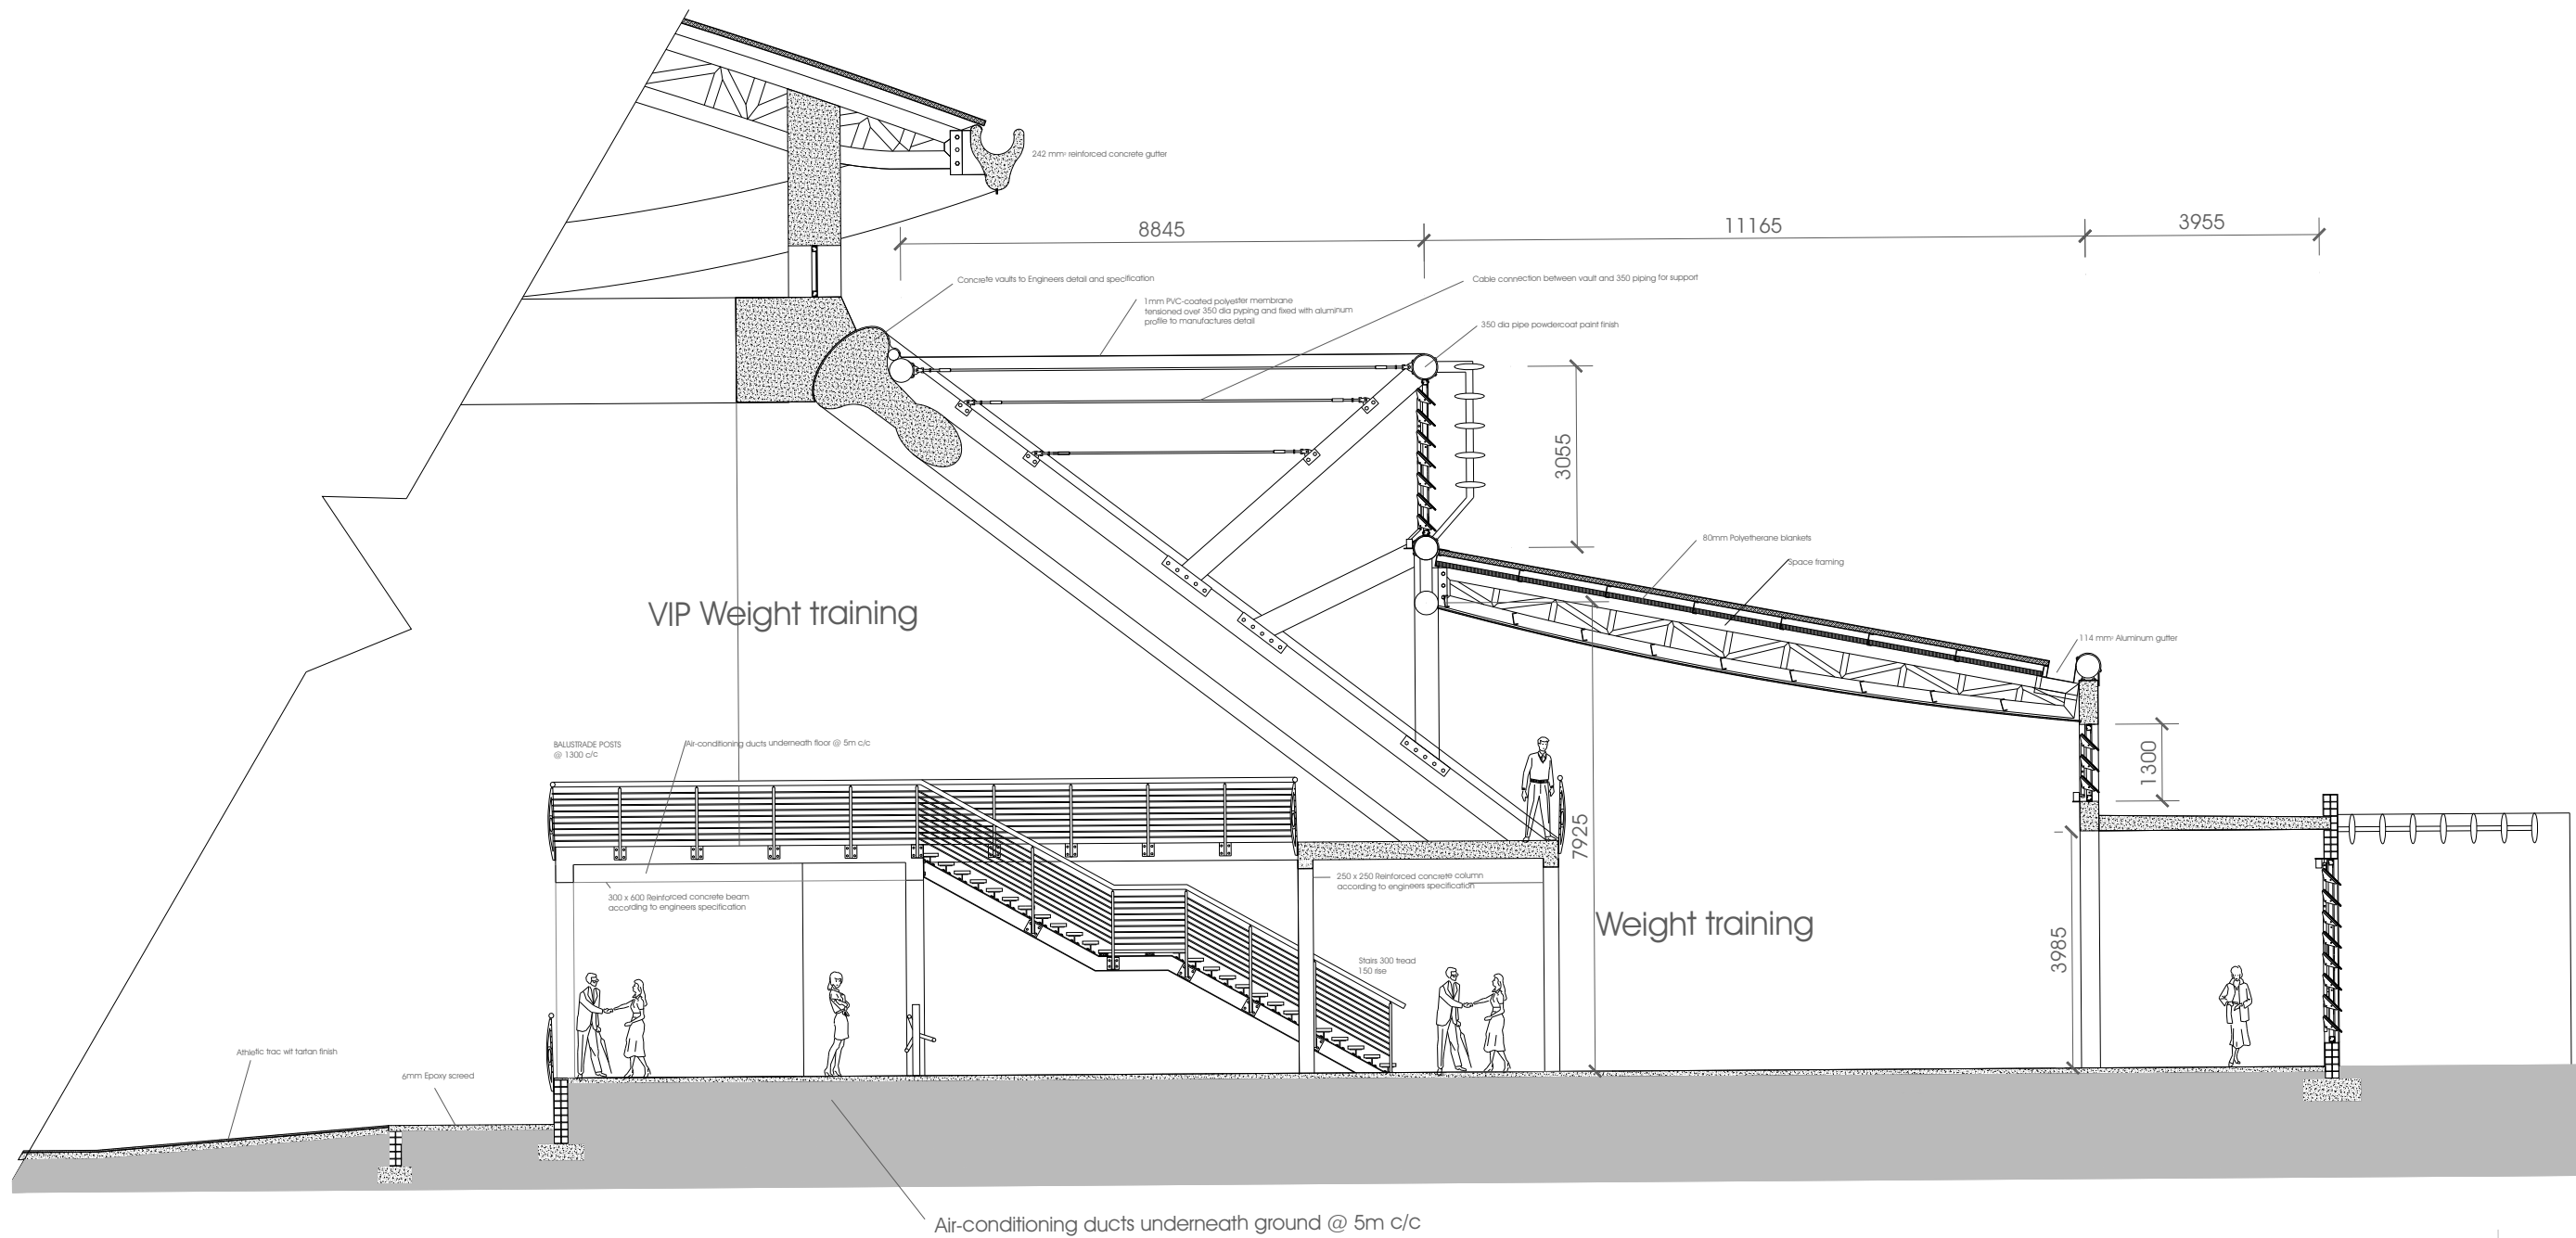 242 mm² reinforced concrete gutter
8845
11165
3955
Concrete vaults to Engineers detail and specification
Cable connection between vault and 350 piping for support
1mm PVC-coated polyester membrane
tensioned over 350 dia pyping and fixed with aluminum
profile to manufactures detail
350 dia pipe powdercoat paint finish
3055
80mm Polyetherane blankets
Space framing
VIP Weight training
114 mm² Aluminum gutter
BALUSTRADE POSTS
@ 1300 c/c
Air-conditioning ducts underneath floor @ 5m c/c
1300
7925
300 x 600 Reinforced concrete beam
according to engineers specification
250 x 250 Reinforced concrete column
according to engineers specification
Weight training
3985
Stairs 300 tread
150 rise
Athletic trac wit tartan finish
6mm Epoxy screed
Air-conditioning ducts underneath ground @ 5m c/c